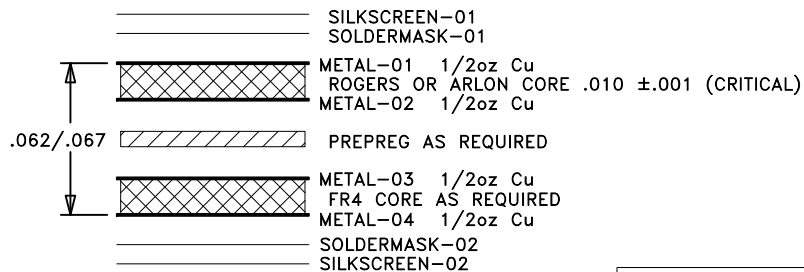 SILKSCREEN-01
SOLDERMASK-01
METAL-01 1/2oz Cu
ROGERS OR ARLON CORE .010 ±.001 (CRITICAL)
METAL-02 1/2oz Cu
.062/.067
PREPREG AS REQUIRED
METAL-03 1/2oz Cu
FR4 CORE AS REQUIRED
METAL-04 1/2oz Cu
SOLDERMASK-02
SILKSCREEN-02